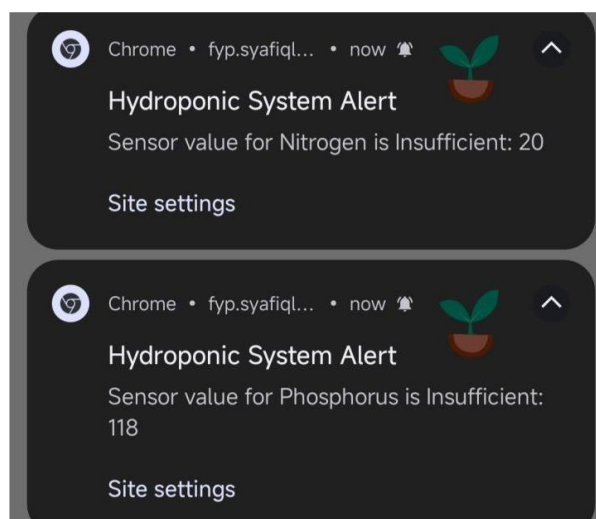 Chrome • fyp.syafiql... • now
Hydroponic System Alert
Sensor value for Nitrogen is Insufficient: 20
Site settings
Chrome • fyp.syafiql... • now
Hydroponic System Alert
Sensor value for Phosphorus is Insufficient:
118
Site settings